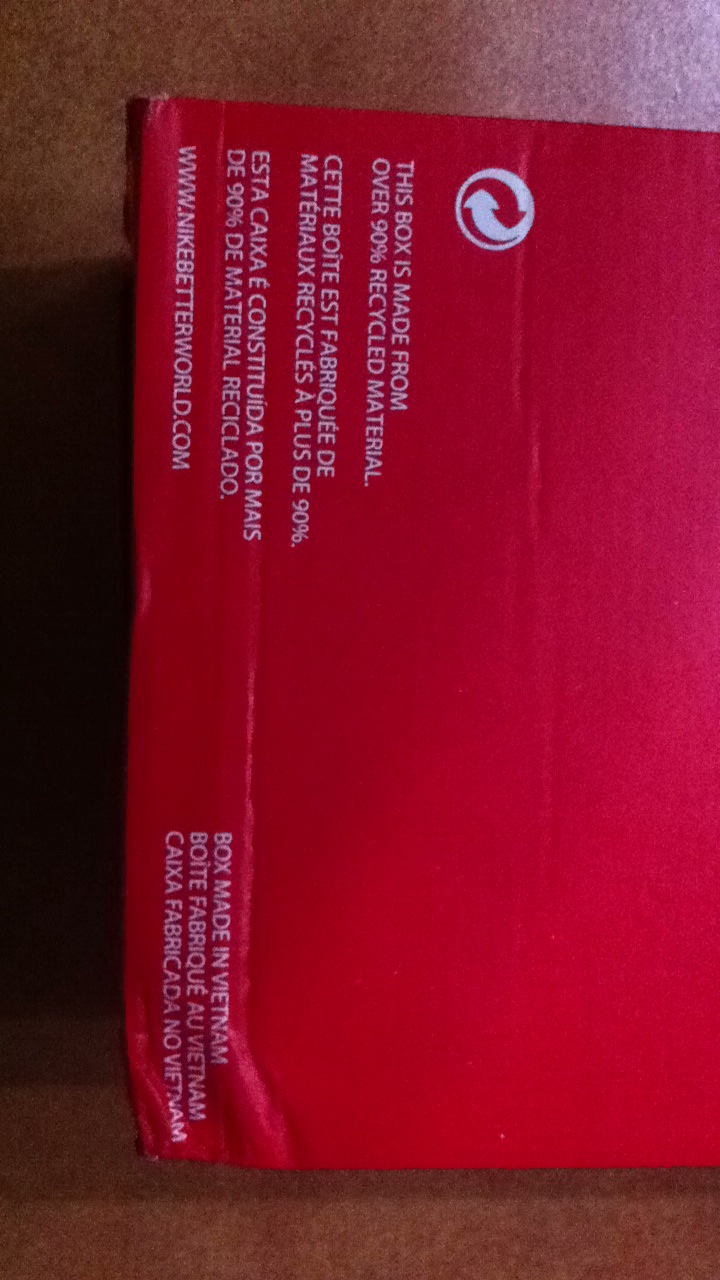 THIS BOX IS MADE FROM
OVER 90% RECYCLED MATERIAL.
CETTE BOÎTE EST FABRIQUÉE DE
MATÉRIAUX RECYCLÉS À PLUS DE 90%.
ESTA CAIXA É CONSTITUÍDA POR MAIS
DE 90% DE MATERIAL RECICLADO.
WWW.NIKEBETTERWORLD.COM
BOX MADE IN VIETNAM
BOÎTE FABRIQUÉ AU VIETNAM
CAIXA FABRICADA NO VIETNAM